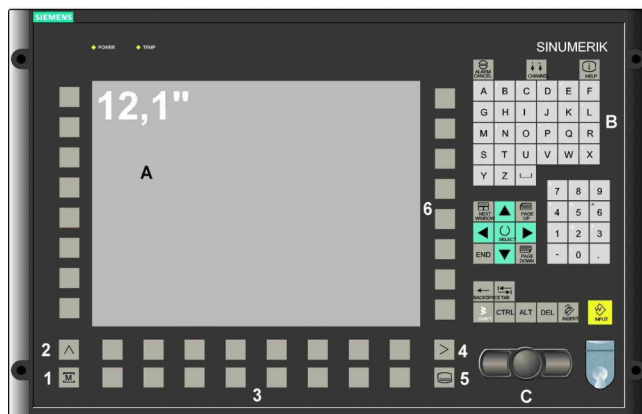 SIEMENS
POWER TEMP
SINUMERIK
ALARM CANCEL
CHANNEL
HELP
12,1"
A B C D E F
G H I J K L
B
M N O P Q R
S T U V W X
Y Z
A
7 8 9
4 5 6
1 2 3
- 0 .
6
NEXT WINDOW
PAGE UP
SELECT
END
PAGE DOWN
BACKSPACE TAB
SHIFT CTRL ALT DEL INSERT INPUT
2
4
1 M
3
5
C